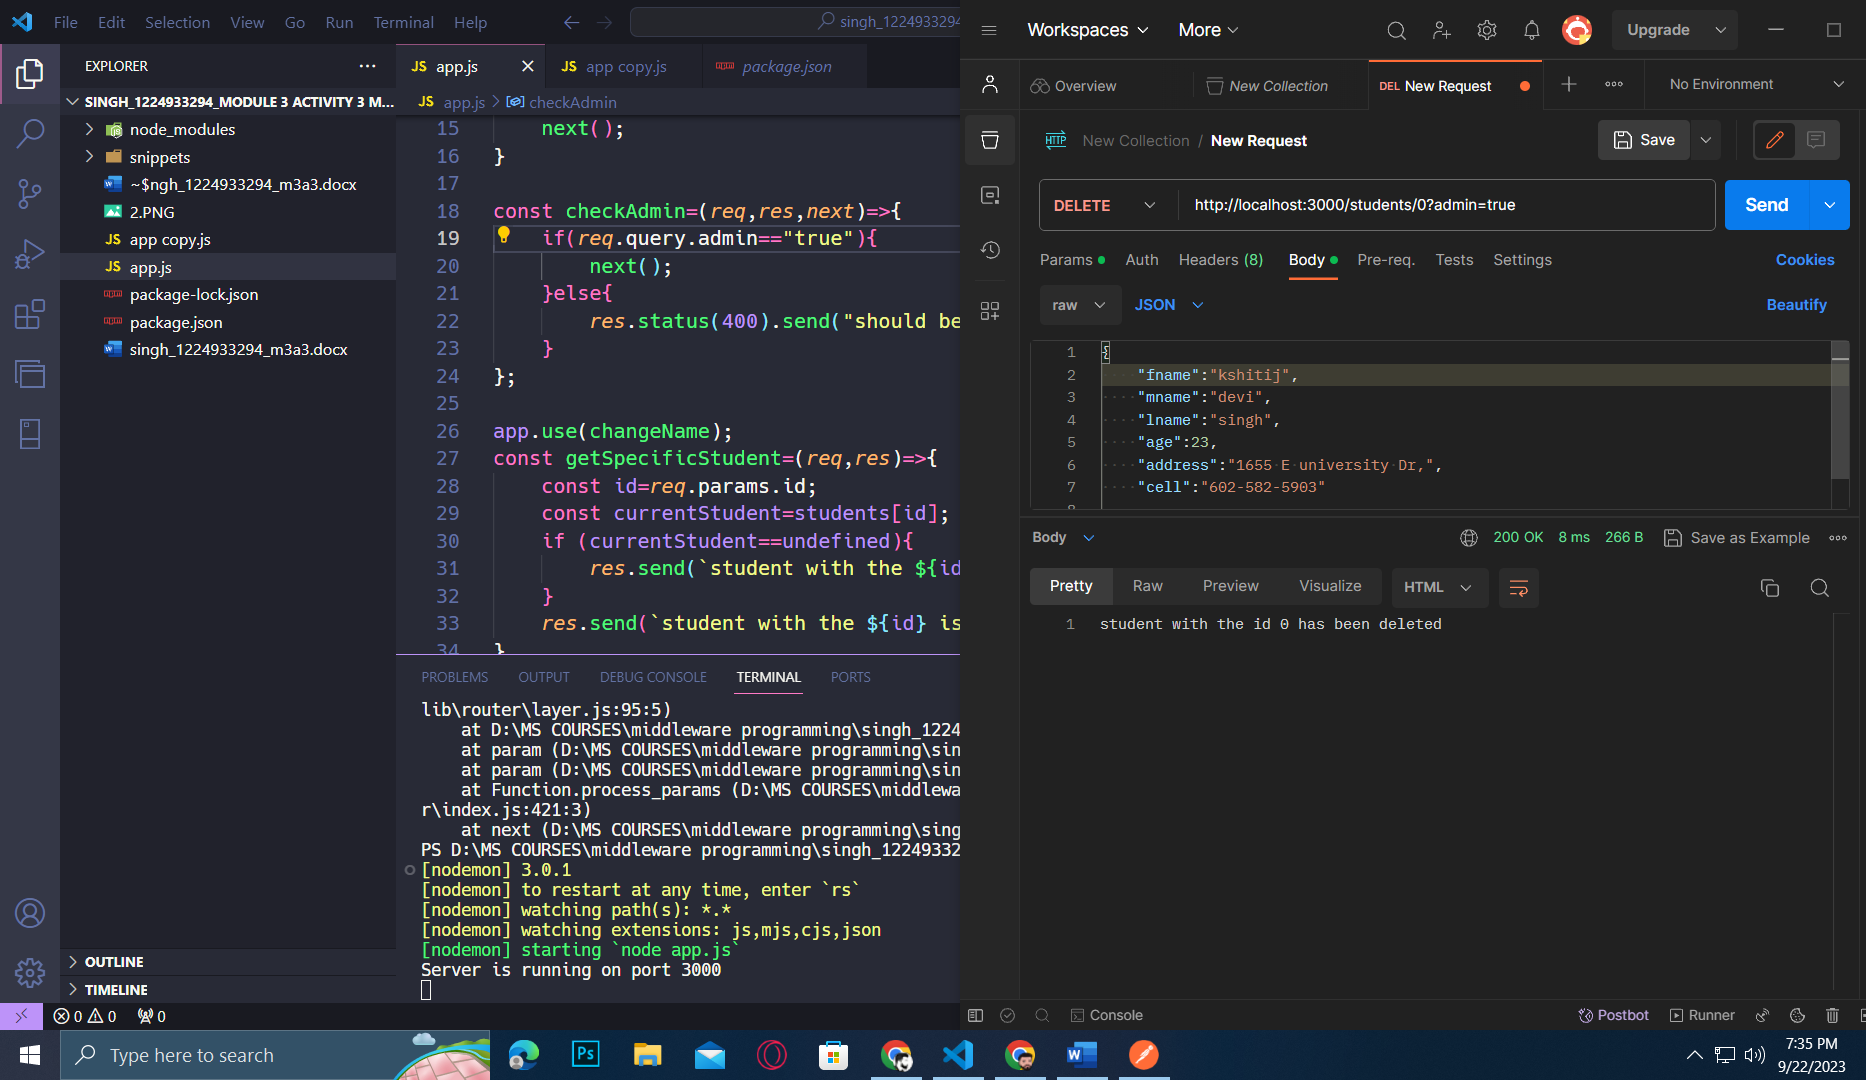 File Edit Selection View Go Run Terminal Help
singh_1224933294
EXPLORER
SINGH_1224933294_MODULE 3 ACTIVITY 3 M...
node_modules
snippets
~$ngh_1224933294_m3a3.docx
2.PNG
JS app copy.js
JS app.js
package-lock.json
package.json
singh_1224933294_m3a3.docx
OUTLINE
TIMELINE
JS app.js
JS app copy.js
package.json
JS app.js > checkAdmin
15 next();
16 }
17
18 const checkAdmin=(req,res,next)=>{
19 if(req.query.admin=="true"){
20 next();
21 }else{
22 res.status(400).send("should be
23 }
24 };
25
26 app.use(changeName);
27 const getSpecificStudent=(req,res)=>{
28 const id=req.params.id;
29 const currentStudent=students[id];
30 if (currentStudent==undefined){
31 res.send(`student with the ${id
32 }
33 res.send(`student with the ${id} is
34 }
PROBLEMS OUTPUT DEBUG CONSOLE TERMINAL PORTS
lib\router\layer.js:95:5)
at D:\MS COURSES\middleware programming\singh_1224
at param (D:\MS COURSES\middleware programming\sin
at param (D:\MS COURSES\middleware programming\sin
at Function.process_params (D:\MS COURSES\middlewa
r\index.js:421:3)
at next (D:\MS COURSES\middleware programming\sing
PS D:\MS COURSES\middleware programming\singh_12249332
[nodemon] 3.0.1
[nodemon] to restart at any time, enter `rs`
[nodemon] watching path(s): *.*
[nodemon] watching extensions: js,mjs,cjs,json
[nodemon] starting `node app.js`
Server is running on port 3000
0 0 0
Workspaces More Upgrade
Overview New Collection DEL New Request No Environment
HTTP New Collection / New Request Save
DELETE http://localhost:3000/students/0?admin=true Send
Params Auth Headers (8) Body Pre-req. Tests Settings Cookies
raw JSON Beautify
1 {
2 "fname":"kshitij",
3 "mname":"devi",
4 "lname":"singh",
5 "age":23,
6 "address":"1655 E university Dr,",
7 "cell":"602-582-5903"
8
Body 200 OK 8 ms 266 B Save as Example
Pretty Raw Preview Visualize HTML
1 student with the id 0 has been deleted
Console Postbot Runner
Type here to search
Ps
7:35 PM
9/22/2023